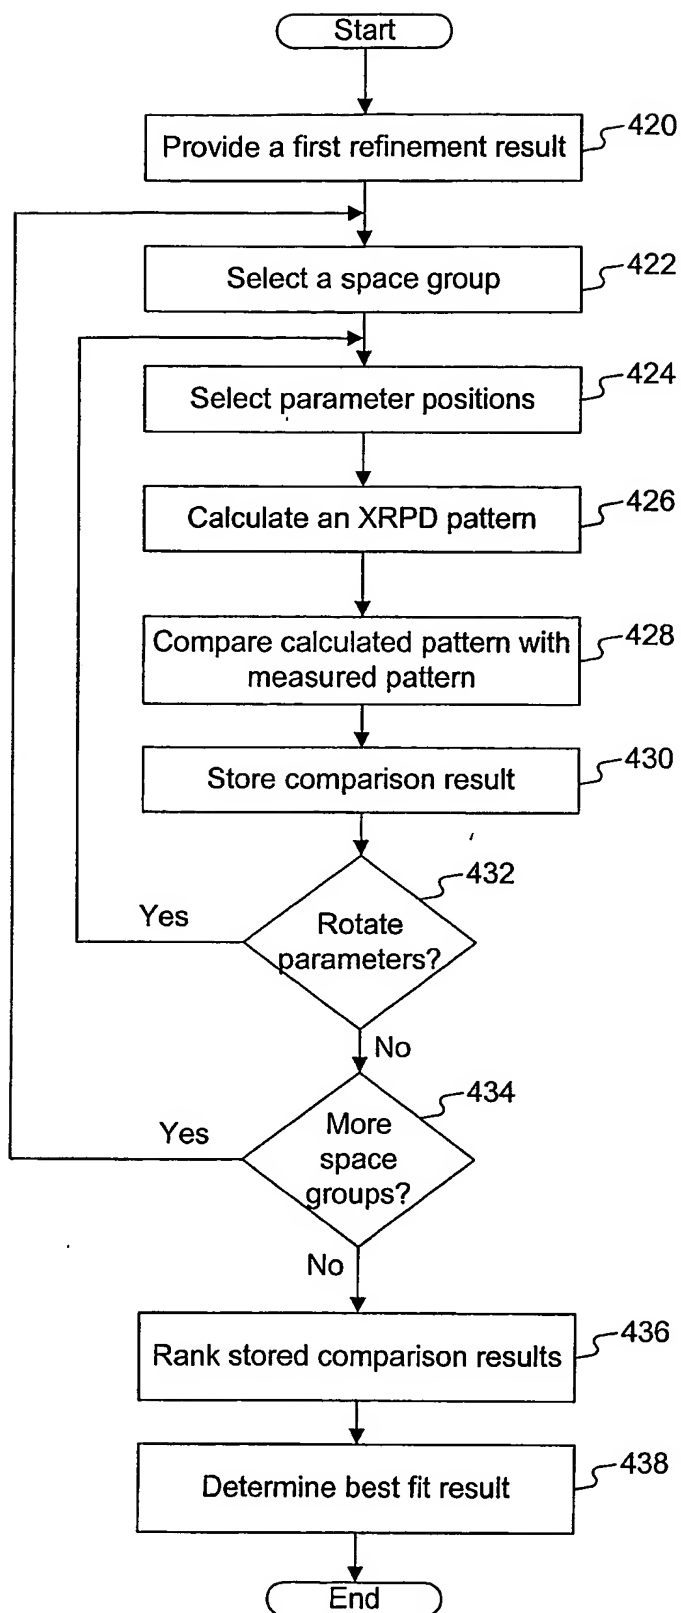 Start
Provide a first refinement result
420
Select a space group
422
Select parameter positions
424
Calculate an XRPD pattern
426
Compare calculated pattern with
measured pattern
428
Store comparison result
430
Rotate
parameters?
432
Yes
No
More
space
groups?
434
Yes
No
Rank stored comparison results
436
Determine best fit result
438
End